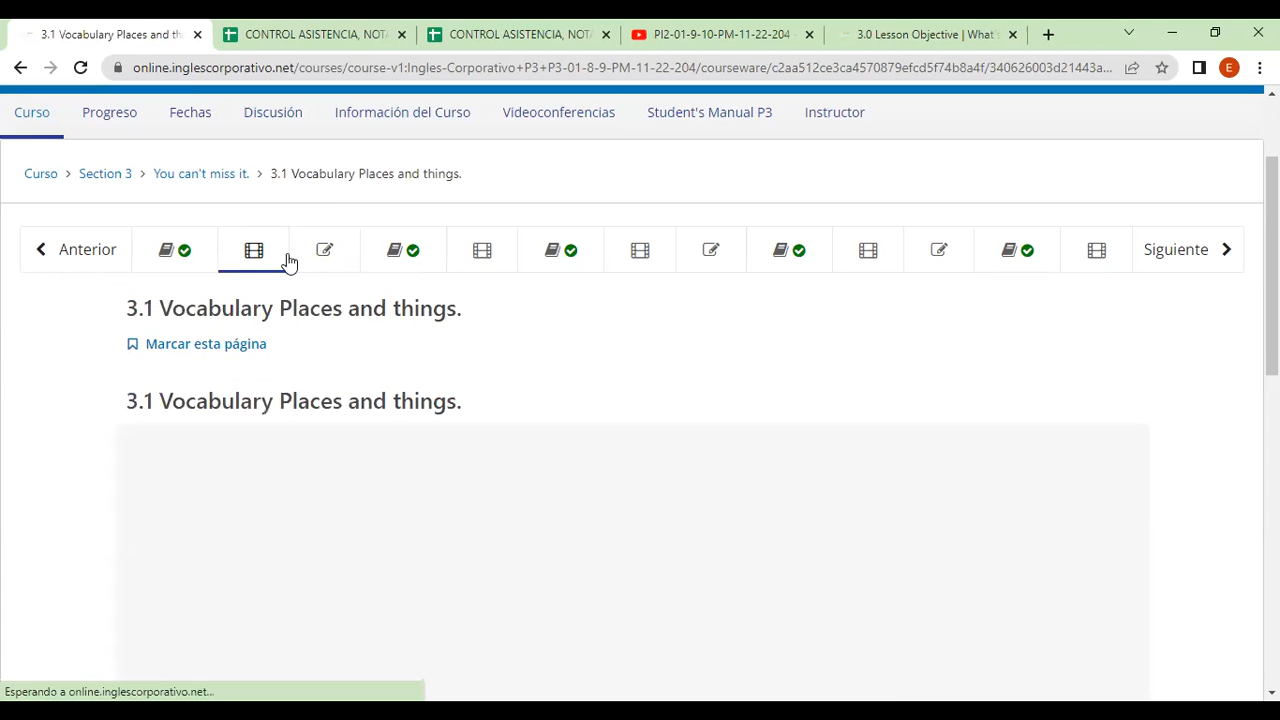 3.1 Vocabulary Places and th
CONTROL ASISTENCIA, NOTA
CONTROL ASISTENCIA, NOTA
PI2-01-9-10-PM-11-22-204
3.0 Lesson Objective | What's
online.inglescorporativo.net/courses/course-v1:Ingles-Corporativo+P3+P3-01-8-9-PM-11-22-204/courseware/c2aa512ce3ca4570879efcd5f74b8a4f/340626003d21443a...
E
Curso
Progreso
Fechas
Discusión
Información del Curso
Videoconferencias
Student's Manual P3
Instructor
Curso > Section 3 > You can't miss it. > 3.1 Vocabulary Places and things.
Anterior
Siguiente
3.1 Vocabulary Places and things.
Marcar esta página
3.1 Vocabulary Places and things.
Esperando a online.inglescorporativo.net...